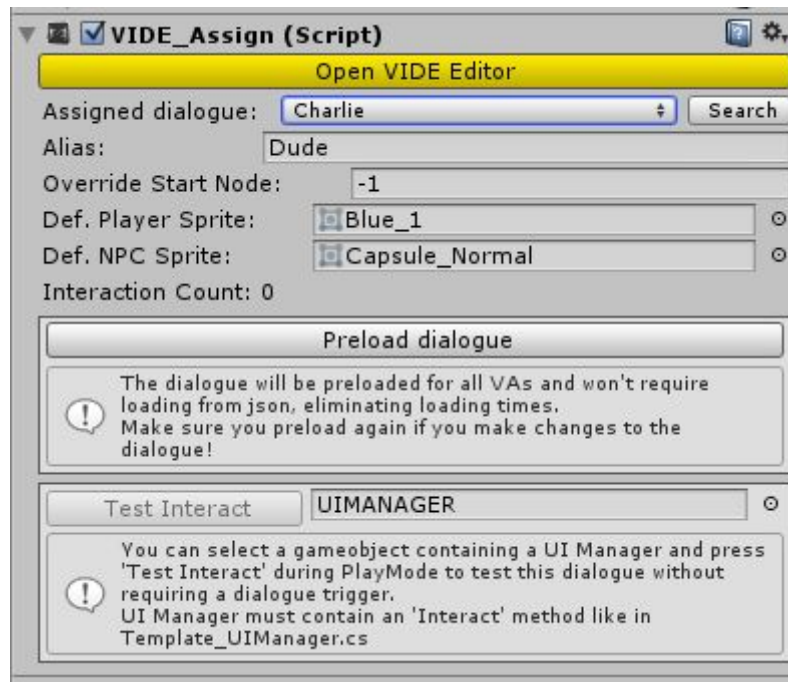 VIDE_Assign (Script)
Open VIDE Editor
Assigned dialogue: Charlie Search
Alias: Dude
Override Start Node: -1
Def. Player Sprite: Blue_1
Def. NPC Sprite: Capsule_Normal
Interaction Count: 0
Preload dialogue
The dialogue will be preloaded for all VAs and won't require
loading from json, eliminating loading times.
Make sure you preload again if you make changes to the
dialogue!
Test Interact UIMANAGER
You can select a gameobject containing a UI Manager and press
'Test Interact' during PlayMode to test this dialogue without
requiring a dialogue trigger.
UI Manager must contain an 'Interact' method like in
Template_UIManager.cs